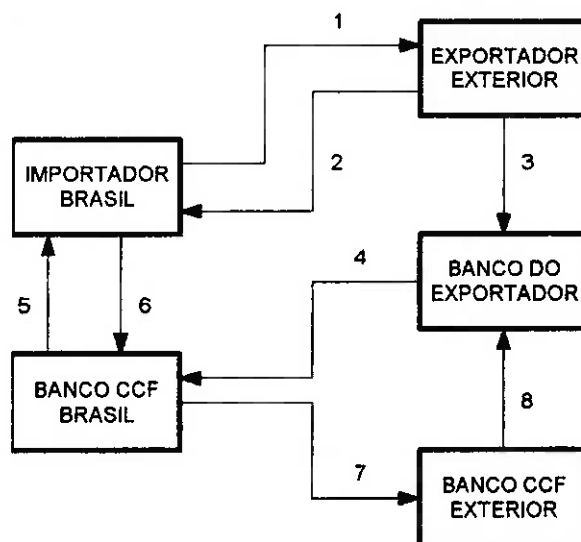 1
EXPORTADOR
EXTERIOR
IMPORTADOR
BRASIL
2
3
4
BANCO DO
EXPORTADOR
5
6
BANCO CCF
BRASIL
7
8
BANCO CCF
EXTERIOR